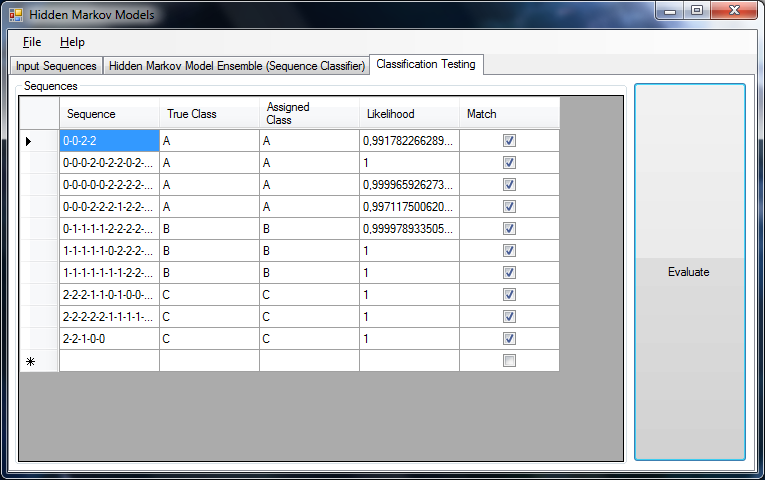 Hidden Markov Models
File Help
Input Sequences Hidden Markov Model Ensemble (Sequence Classifier) Classification Testing
Sequences
Sequence True Class Assigned Class Likelihood Match
0-0-2-2 A A 0,991782266289...
0-0-0-2-0-2-2-0-2-... A A 1
0-0-0-0-0-2-2-2-2-... A A 0,999965926273...
0-0-0-2-2-2-1-2-2-... A A 0,997117500620...
0-1-1-1-1-2-2-2-2-... B B 0,999978933505...
1-1-1-1-1-0-2-2-2-... B B 1
1-1-1-1-1-1-1-2-2-... B B 1
2-2-2-1-1-0-1-0-0-... C C 1
2-2-2-2-2-1-1-1-1-... C C 1
2-2-1-0-0 C C 1
Evaluate